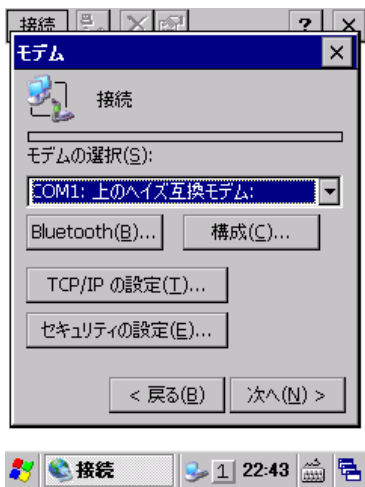 接続 ? ×
モデム ×
接続
モデムの選択(S):
COM1: 上のヘイズ互換モデム:
Bluetooth(B)... 構成(C)...
TCP/IP の設定(T)...
セキュリティの設定(E)...
< 戻る(B) 次へ(N) >
接続 1 22:43